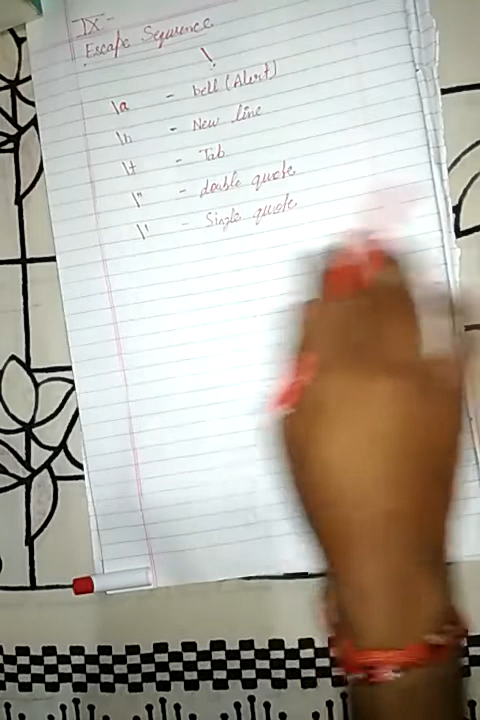 -IX-
Escape Sequence
\
\a - bell (Alert)
\n - New line
\t - Tab
\" - double quote
\' - Single quote